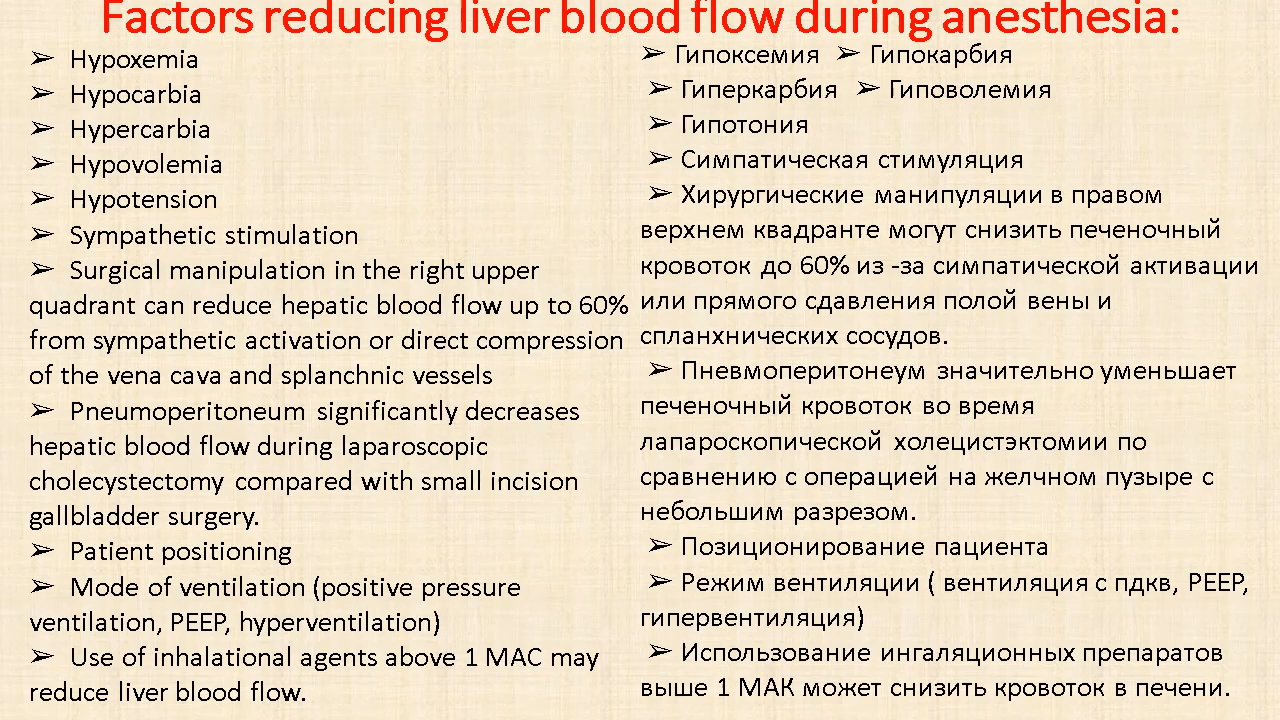 Factors reducing liver blood flow during anesthesia:
➢ Hypoxemia
➢ Hypocarbia
➢ Hypercarbia
➢ Hypovolemia
➢ Hypotension
➢ Sympathetic stimulation
➢ Surgical manipulation in the right upper
quadrant can reduce hepatic blood flow up to 60%
from sympathetic activation or direct compression
of the vena cava and splanchnic vessels
➢ Pneumoperitoneum significantly decreases
hepatic blood flow during laparoscopic
cholecystectomy compared with small incision
gallbladder surgery.
➢ Patient positioning
➢ Mode of ventilation (positive pressure
ventilation, PEEP, hyperventilation)
➢ Use of inhalational agents above 1 MAC may
reduce liver blood flow.
➢ Гипоксемия ➢ Гипокарбия
➢ Гиперкарбия ➢ Гиповолемия
➢ Гипотония
➢ Симпатическая стимуляция
➢ Хирургические манипуляции в правом
верхнем квадранте могут снизить печеночный
кровоток до 60% из -за симпатической активации
или прямого сдавления полой вены и
спланхнических сосудов.
➢ Пневмоперитонеум значительно уменьшает
печеночный кровоток во время
лапароскопической холецистэктомии по
сравнению с операцией на желчном пузыре с
небольшим разрезом.
➢ Позиционирование пациента
➢ Режим вентиляции ( вентиляция с пдкв, PEEP,
гипервентиляция)
➢ Использование ингаляционных препаратов
выше 1 МАК может снизить кровоток в печени.